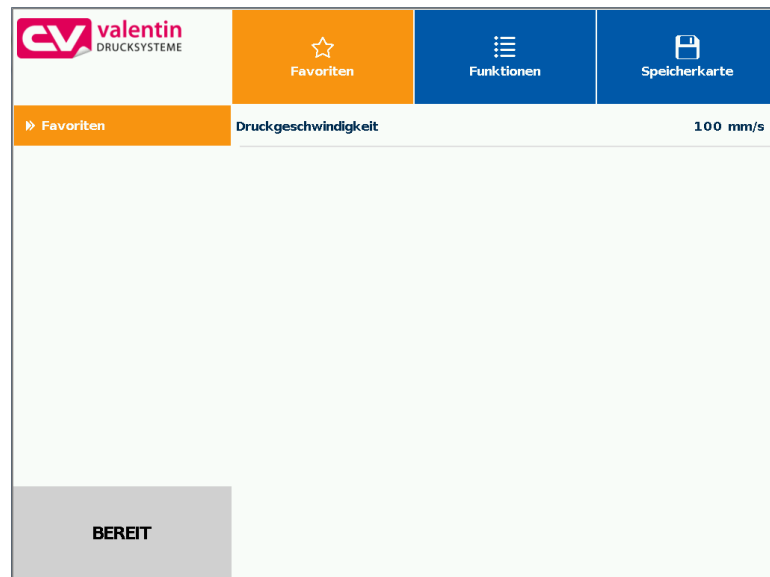 valentin
DRUCKSYSTEME
Favoriten
Funktionen
Speicherkarte
Favoriten
Druckgeschwindigkeit 100 mm/s
BEREIT